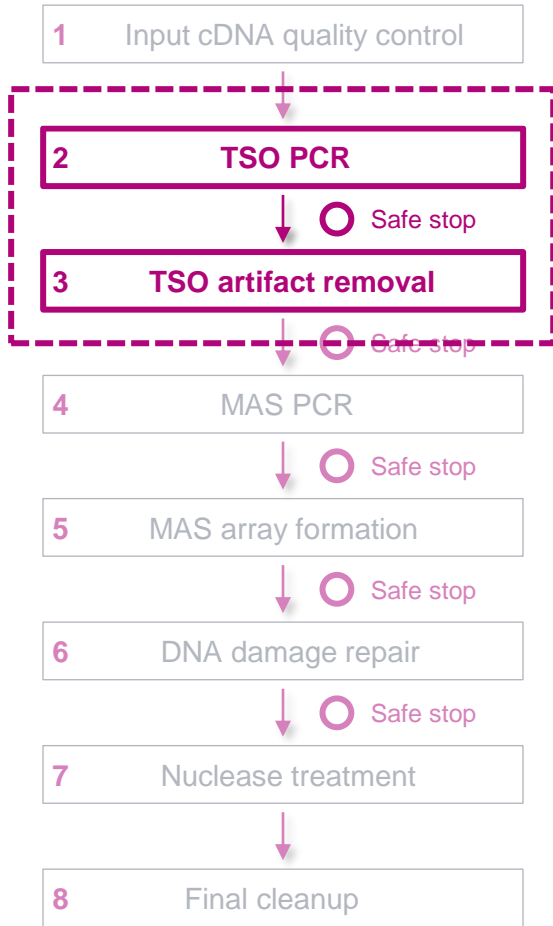 1 Input cDNA quality control
2 TSO PCR
Safe stop
3 TSO artifact removal
Safe stop
4 MAS PCR
Safe stop
5 MAS array formation
Safe stop
6 DNA damage repair
Safe stop
7 Nuclease treatment
8 Final cleanup